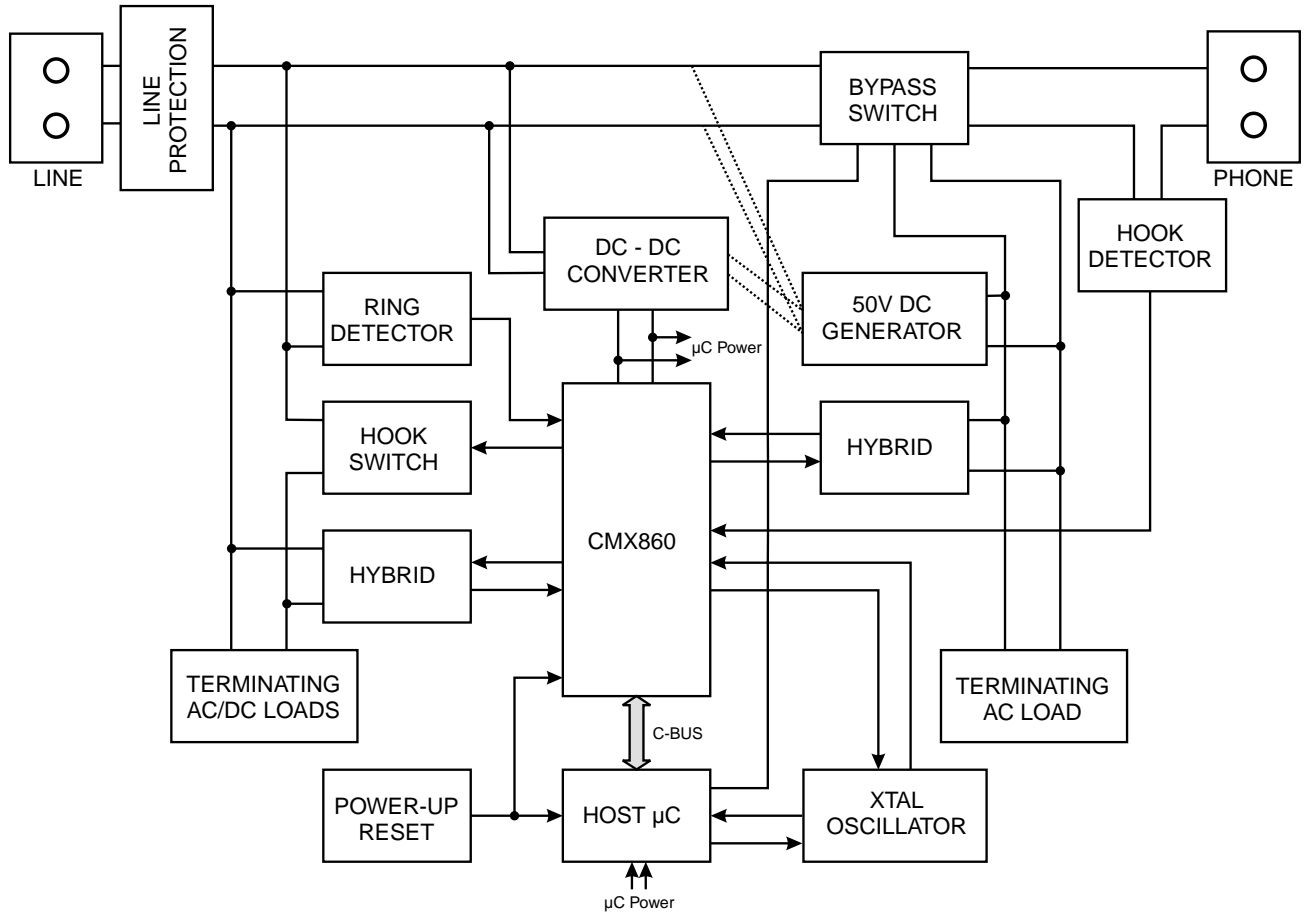 LINE
PROTECTION
BYPASS
SWITCH
LINE
PHONE
DC - DC
CONVERTER
HOOK
DETECTOR
RING
DETECTOR
50V DC
GENERATOR
µC Power
HOOK
SWITCH
HYBRID
CMX860
HYBRID
TERMINATING
AC/DC LOADS
TERMINATING
AC LOAD
C-BUS
POWER-UP
RESET
HOST µC
XTAL
OSCILLATOR
µC Power